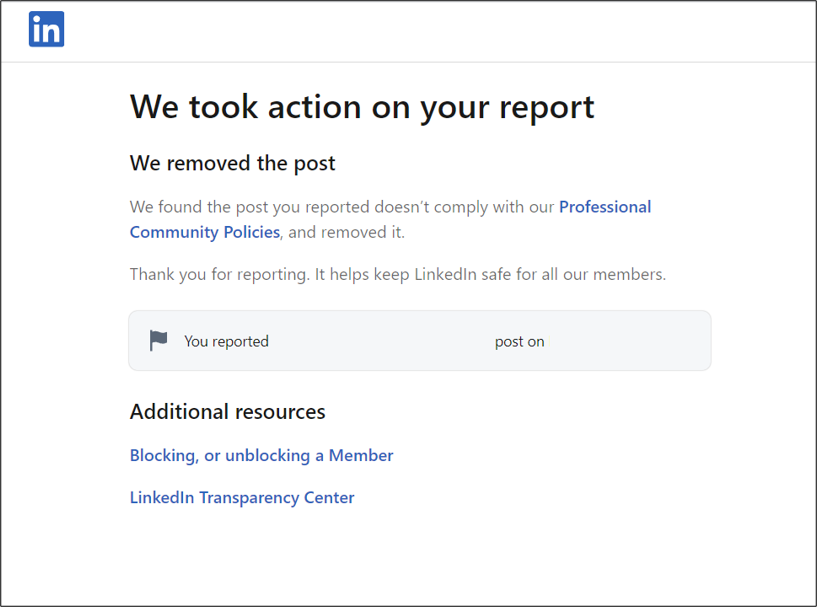 in
We took action on your report
We removed the post
We found the post you reported doesn’t comply with our Professional
Community Policies, and removed it.
Thank you for reporting. It helps keep LinkedIn safe for all our members.
You reported post on
Additional resources
Blocking, or unblocking a Member
LinkedIn Transparency Center